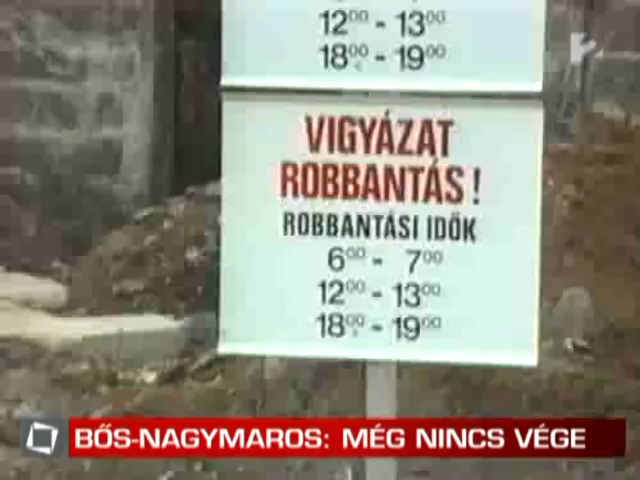 12⁰⁰ - 13⁰⁰
18⁰⁰ - 19⁰⁰
VIGYÁZAT
ROBBANTÁS!
ROBBANTÁSI IDŐK
6⁰⁰ - 7⁰⁰
12⁰⁰ - 13⁰⁰
18⁰⁰ - 19⁰⁰
BŐS-NAGYMAROS: MÉG NINCS VÉGE